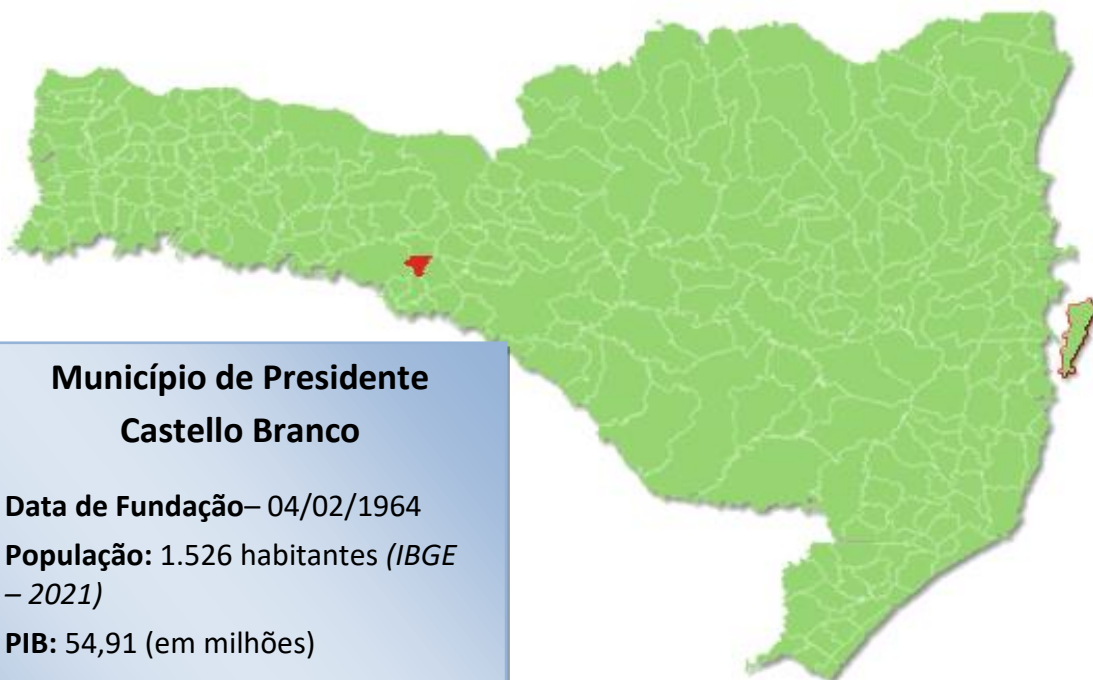 Município de Presidente
Castello Branco
Data de Fundação– 04/02/1964
População: 1.526 habitantes (IBGE
– 2021)
PIB: 54,91 (em milhões)